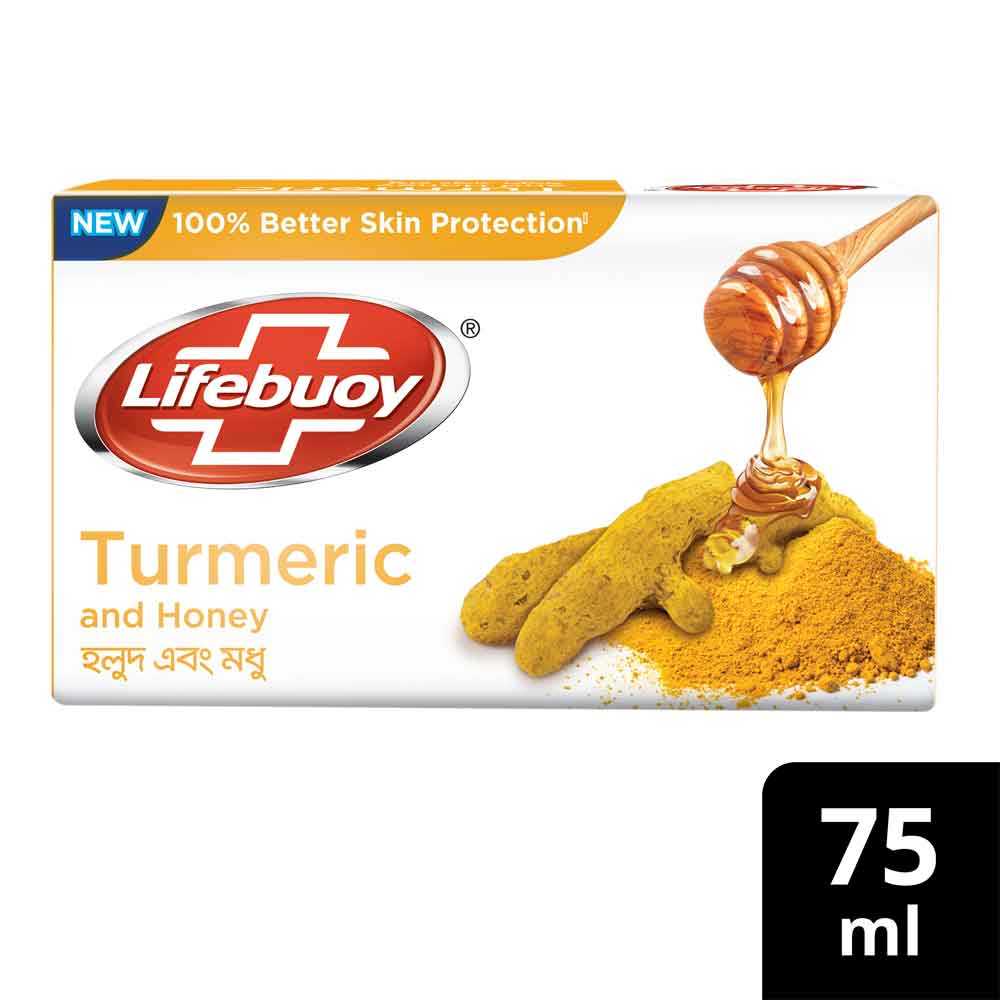 NEW 100% Better Skin Protection
Lifebuoy ®
Turmeric
and Honey
হলুদ এবং মধু
75
ml